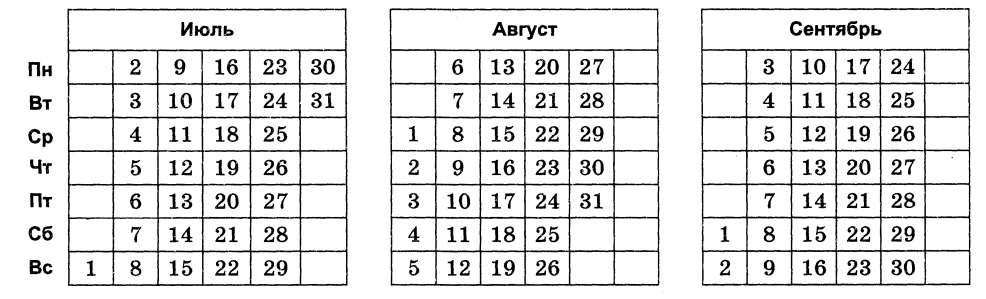 Июль Август Сентябрь
Пн 2 9 16 23 30 6 13 20 27 3 10 17 24
Вт 3 10 17 24 31 7 14 21 28 4 11 18 25
Ср 4 11 18 25 1 8 15 22 29 5 12 19 26
Чт 5 12 19 26 2 9 16 23 30 6 13 20 27
Пт 6 13 20 27 3 10 17 24 31 7 14 21 28
Сб 7 14 21 28 4 11 18 25 1 8 15 22 29
Вс 1 8 15 22 29 5 12 19 26 2 9 16 23 30